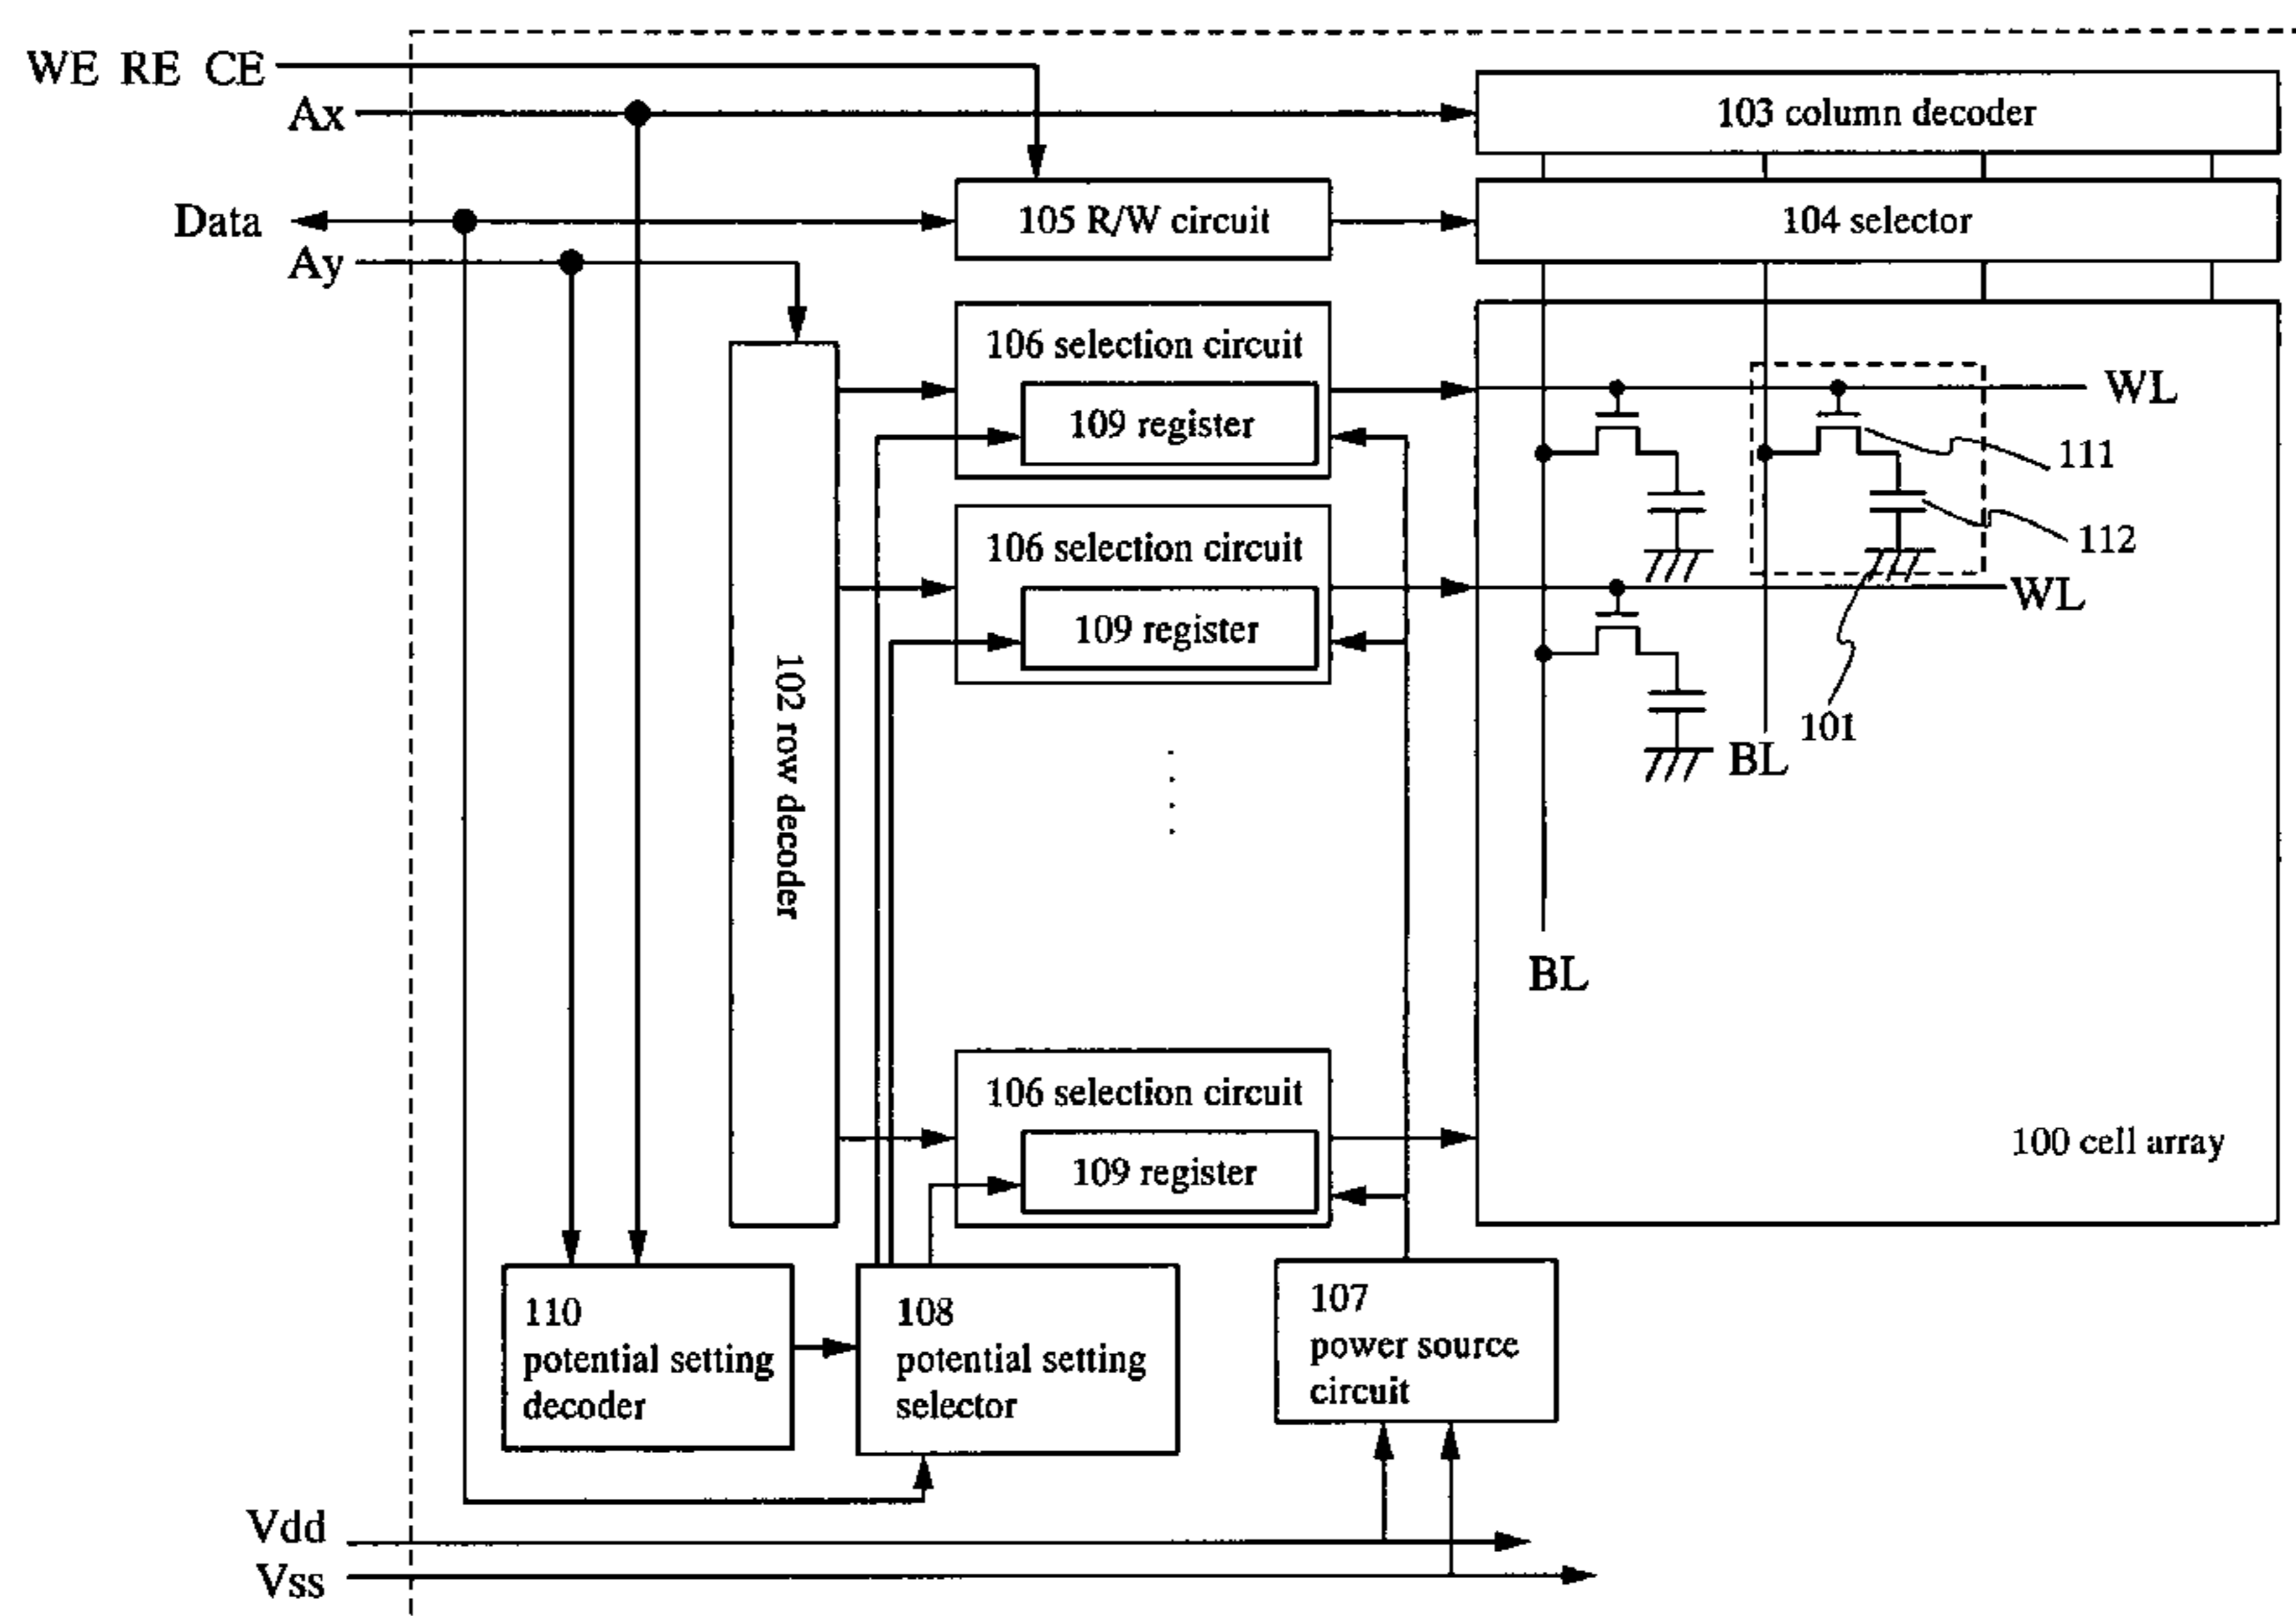 WE RE CE
Ax
103 column decoder
Data
105 R/W circuit
104 selector
Ay
106 selection circuit
109 register
WL
111
112
106 selection circuit
109 register
WL
101
BL
102 row decoder
BL
106 selection circuit
109 register
100 cell array
110
potential setting
decoder
108
potential setting
selector
107
power source
circuit
Vdd
Vss